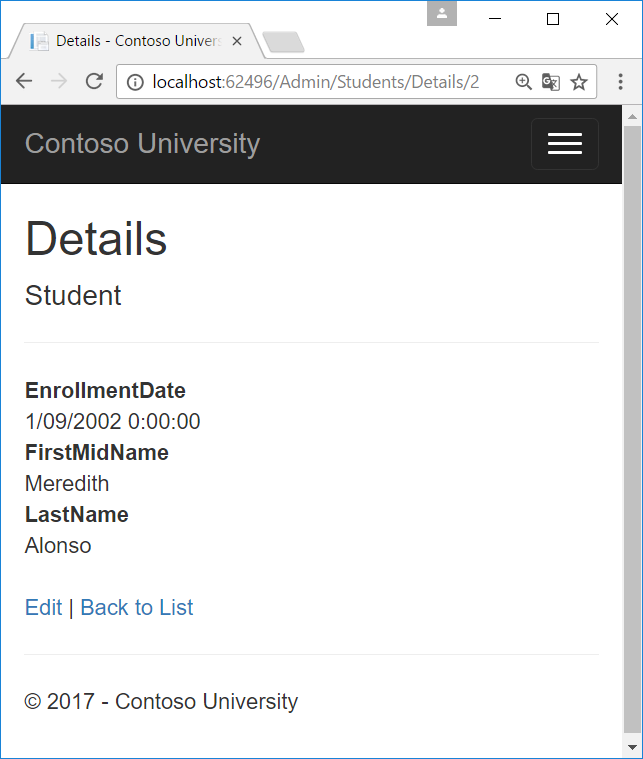 Details - Contoso Univers
localhost:62496/Admin/Students/Details/2
Contoso University
Details
Student
EnrollmentDate
1/09/2002 0:00:00
FirstMidName
Meredith
LastName
Alonso
Edit | Back to List
© 2017 - Contoso University